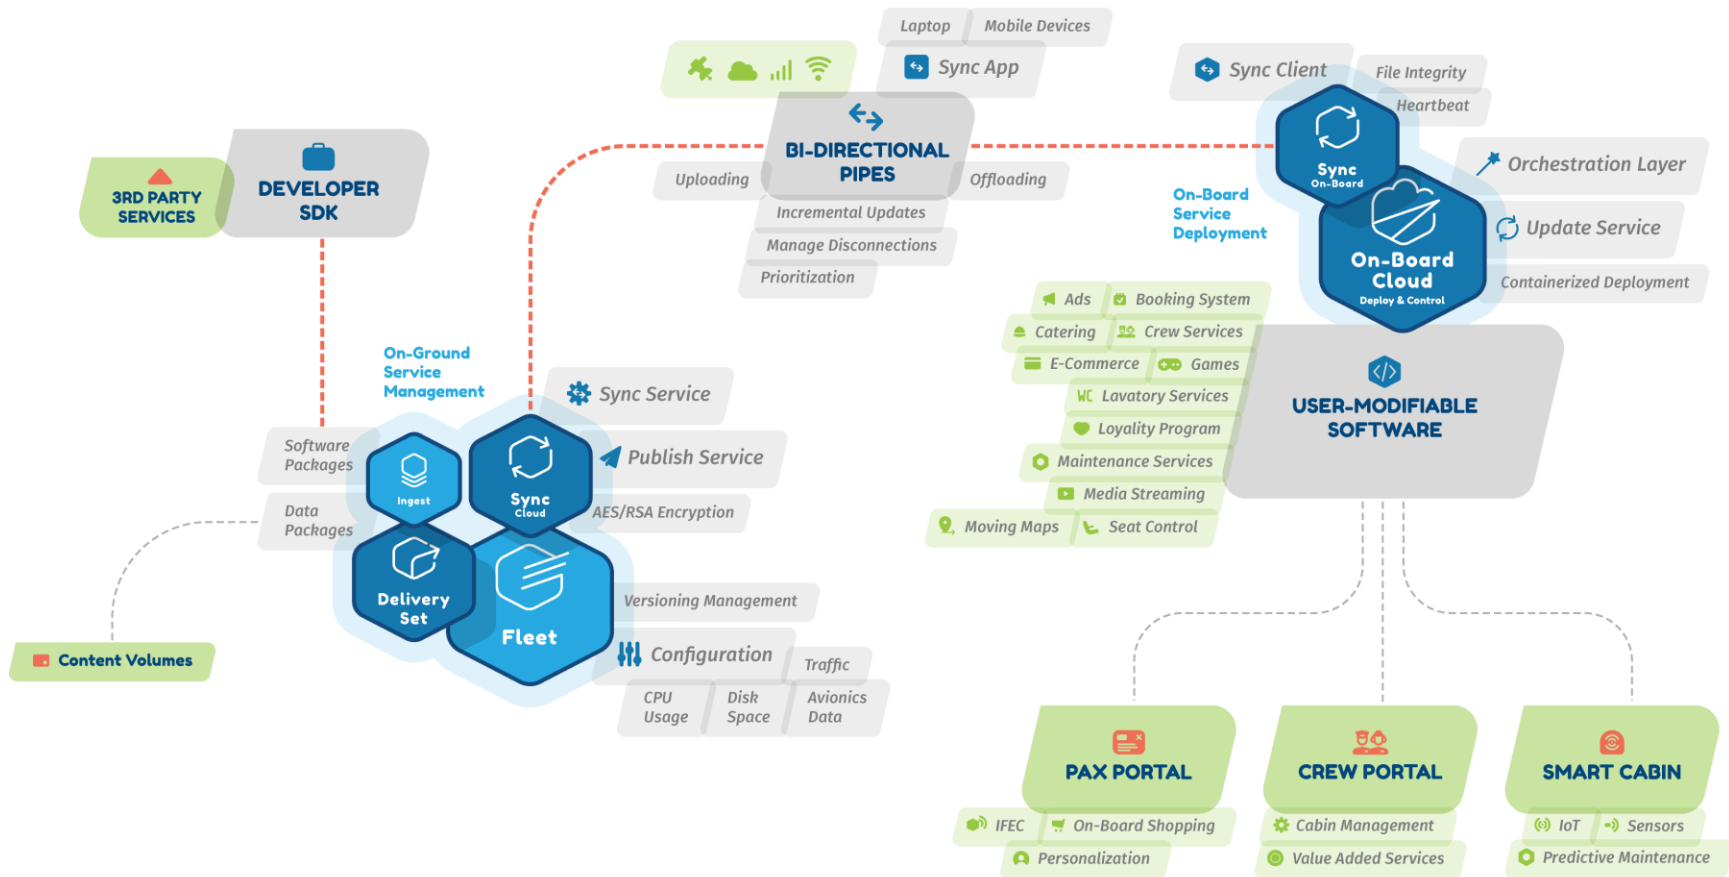 Laptop
Mobile Devices
Sync App
Sync Client
File Integrity
Heartbeat
BI-DIRECTIONAL
PIPES
Uploading
Offloading
Incremental Updates
Manage Disconnections
Prioritization
3RD PARTY
SERVICES
DEVELOPER
SDK
Sync
On-Board
On-Board
Service
Deployment
Orchestration Layer
Update Service
Containerized Deployment
On-Board
Cloud
Deploy & Control
Ads
Booking System
Catering
Crew Services
E-Commerce
Games
WC
Lavatory Services
Loyality Program
Maintenance Services
Media Streaming
Moving Maps
Seat Control
USER-MODIFIABLE
SOFTWARE
On-Ground
Service
Management
Sync Service
Publish Service
AES/RSA Encryption
Software
Packages
Data
Packages
Ingest
Sync
Cloud
Delivery
Set
Fleet
Versioning Management
Configuration
Traffic
CPU
Usage
Disk
Space
Avionics
Data
Content Volumes
PAX PORTAL
IFEC
On-Board Shopping
Personalization
CREW PORTAL
Cabin Management
Value Added Services
SMART CABIN
IoT
Sensors
Predictive Maintenance